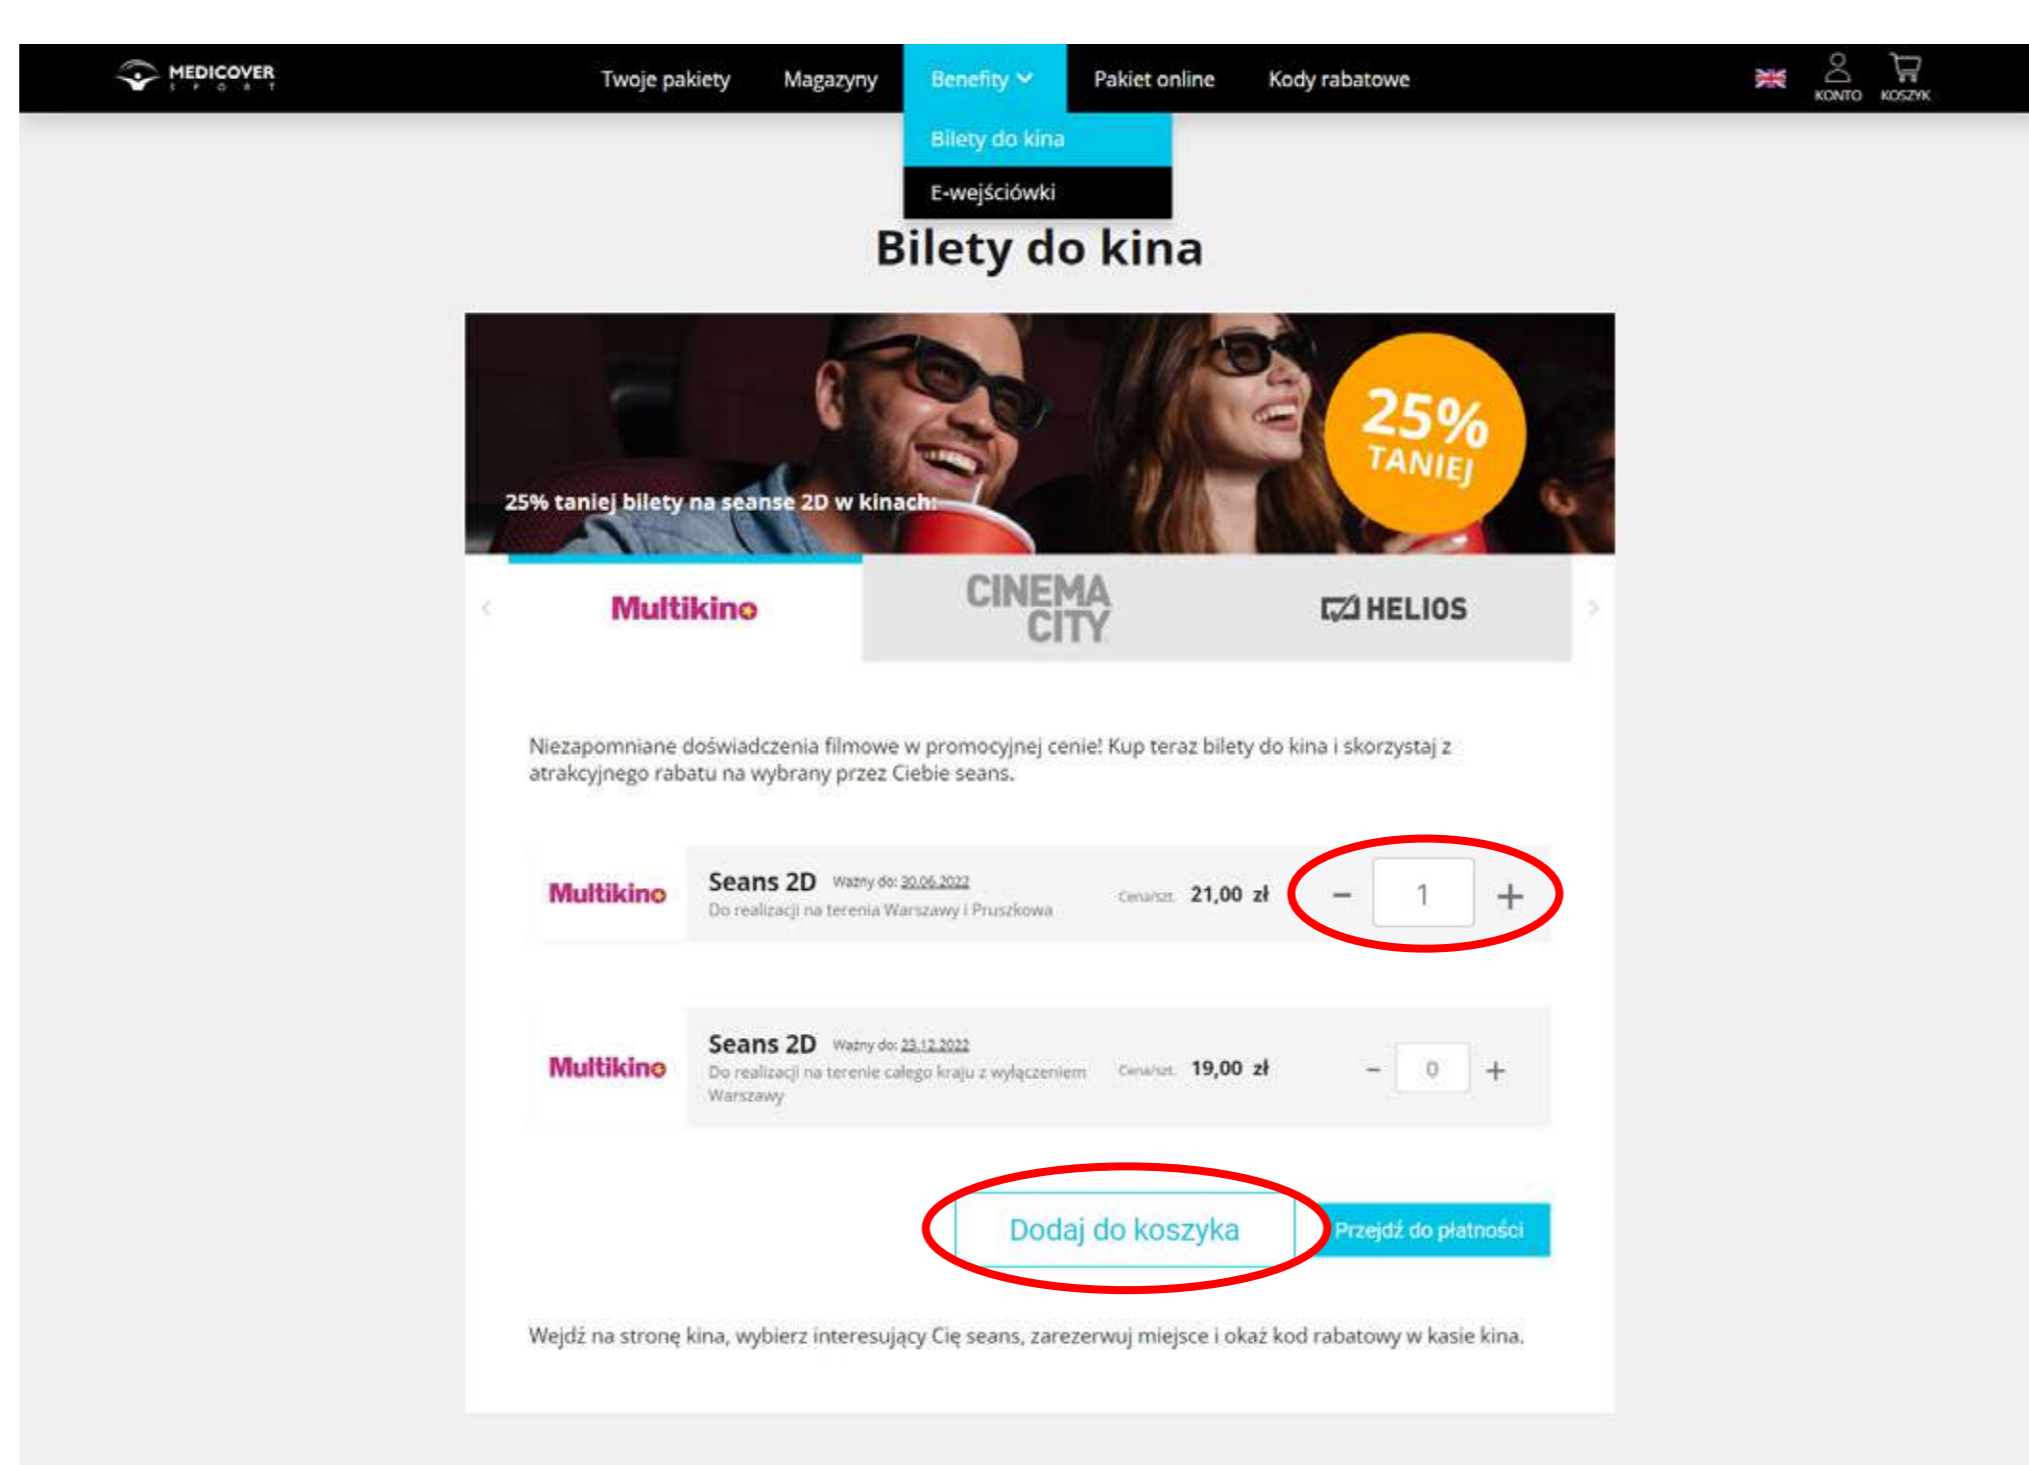 MEDICOVER
SPORT
Twoje pakiety Magazyny Benefity Pakiet online Kody rabatowe
KONTO KOSZYK
Bilety do kina
E-wejściówki
Bilety do kina
25%
TANIEJ
25% taniej bilety na seanse 2D w kinach:
Multikino CINEMA CITY HELIOS
Niezapomniane doświadczenia filmowe w promocyjnej cenie! Kup teraz bilety do kina i skorzystaj z
atrakcyjnego rabatu na wybrany przez Ciebie seans.
Multikino Seans 2D Ważny do: 30.06.2022 Cena/szt. 21,00 zł - 1 +
Do realizacji na terenia Warszawy i Pruszkowa
Multikino Seans 2D Ważny do: 23.12.2022 Cena/szt. 19,00 zł - 0 +
Do realizacji na terenie całego kraju z wyłączeniem
Warszawy
Dodaj do koszyka Przejdź do płatności
Wejdź na stronę kina, wybierz interesujący Cię seans, zarezerwuj miejsce i okaż kod rabatowy w kasie kina.